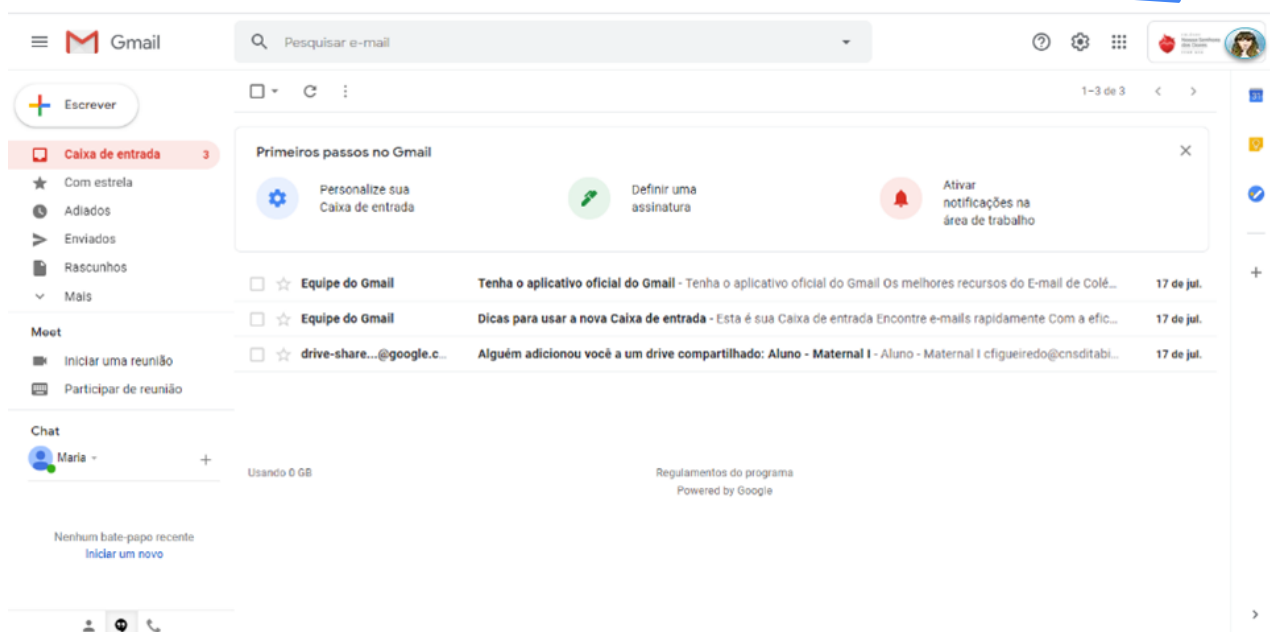 Gmail
Pesquisar e-mail
Escrever
1–3 de 3
31
Caixa de entrada 3
Com estrela
Adiados
Enviados
Rascunhos
Mais
Meet
Iniciar uma reunião
Participar de reunião
Chat
Maria
Nenhum bate-papo recente
Iniciar um novo
Primeiros passos no Gmail
Personalize sua
Caixa de entrada
Definir uma
assinatura
Ativar
notificações na
área de trabalho
Equipe do Gmail Tenha o aplicativo oficial do Gmail - Tenha o aplicativo oficial do Gmail Os melhores recursos do E-mail de Colé... 17 de jul.
Equipe do Gmail Dicas para usar a nova Caixa de entrada - Esta é sua Caixa de entrada Encontre e-mails rapidamente Com a efic... 17 de jul.
drive-share...@google.c... Alguém adicionou você a um drive compartilhado: Aluno - Maternal I - Aluno - Maternal I cfigueiredo@cnsditabi... 17 de jul.
Usando 0 GB
Regulamentos do programa
Powered by Google